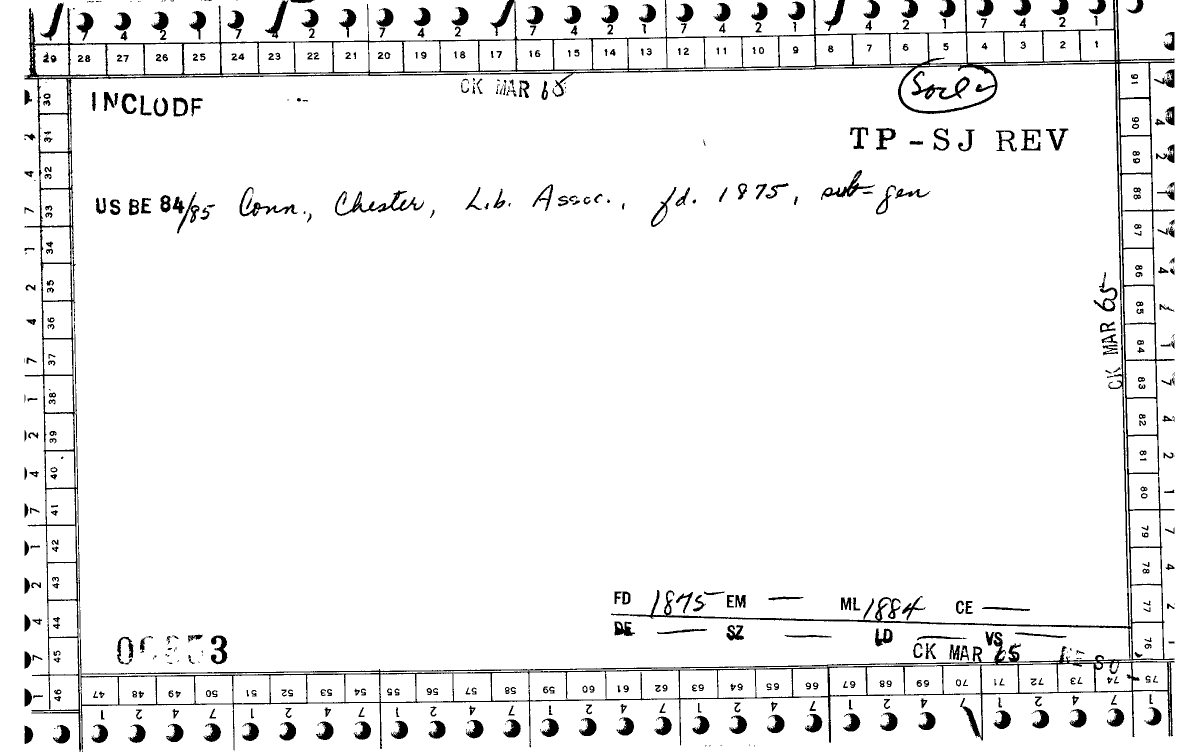 7 4 2 1 7 4 2 1 7 4 2 1 7 4 2 1 7 4 2 1 7 4 2 1 7 4 2 1
29 28 27 26 25 24 23 22 21 20 19 18 17 16 15 14 13 12 11 10 9 8 7 6 5 4 3 2 1
CK MAR 65
INCLUDE
TP-SJ REV
US BE 84/85 Conn., Chester, Lib. Assoc., fd. 1875, sub-gen
30 31 32 33 34 35 36 37 38 39 40 41 42 43 44 45 46
91 90 89 88 87 86 85 84 83 82 81 80 79 78 77 76
CK MAR 65
FD 1875 EM — ML 1884 CE —
DE — SZ — LD — VS —
CK MAR 65
47 48 49 50 51 52 53 54 55 56 57 58 59 60 61 62 63 64 65 66 67 68 69 70 71 72 73 74 75
1 2 4 7 1 2 4 7 1 2 4 7 1 2 4 7 1 2 4 7 1 2 4 7 1 2 4 7 1